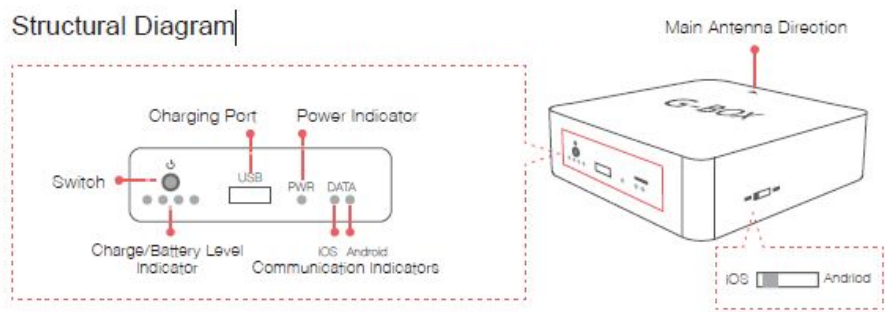 Structural Diagram
Main Antenna Direction
G-BOX
Charging Port
Power Indicator
Switch
USB
PWR
DATA
Charge/Battery Level
Indicator
iOS Android
Communication Indicators
iOS
Andriod